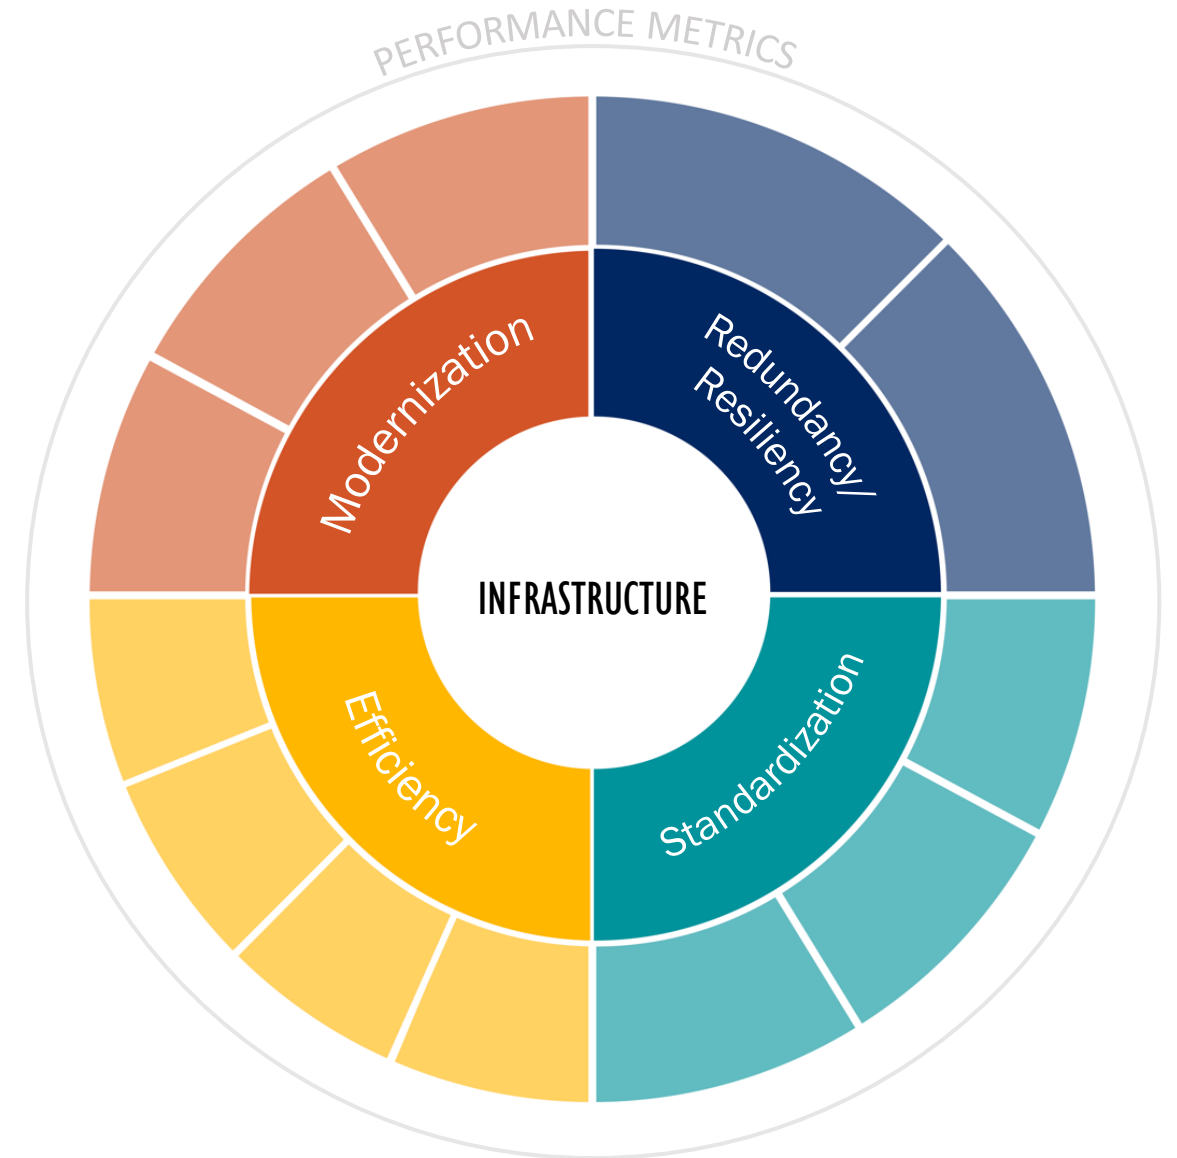 PERFORMANCE METRICS
Modernization
Redundancy/
Resiliency
INFRASTRUCTURE
Efficiency
Standardization